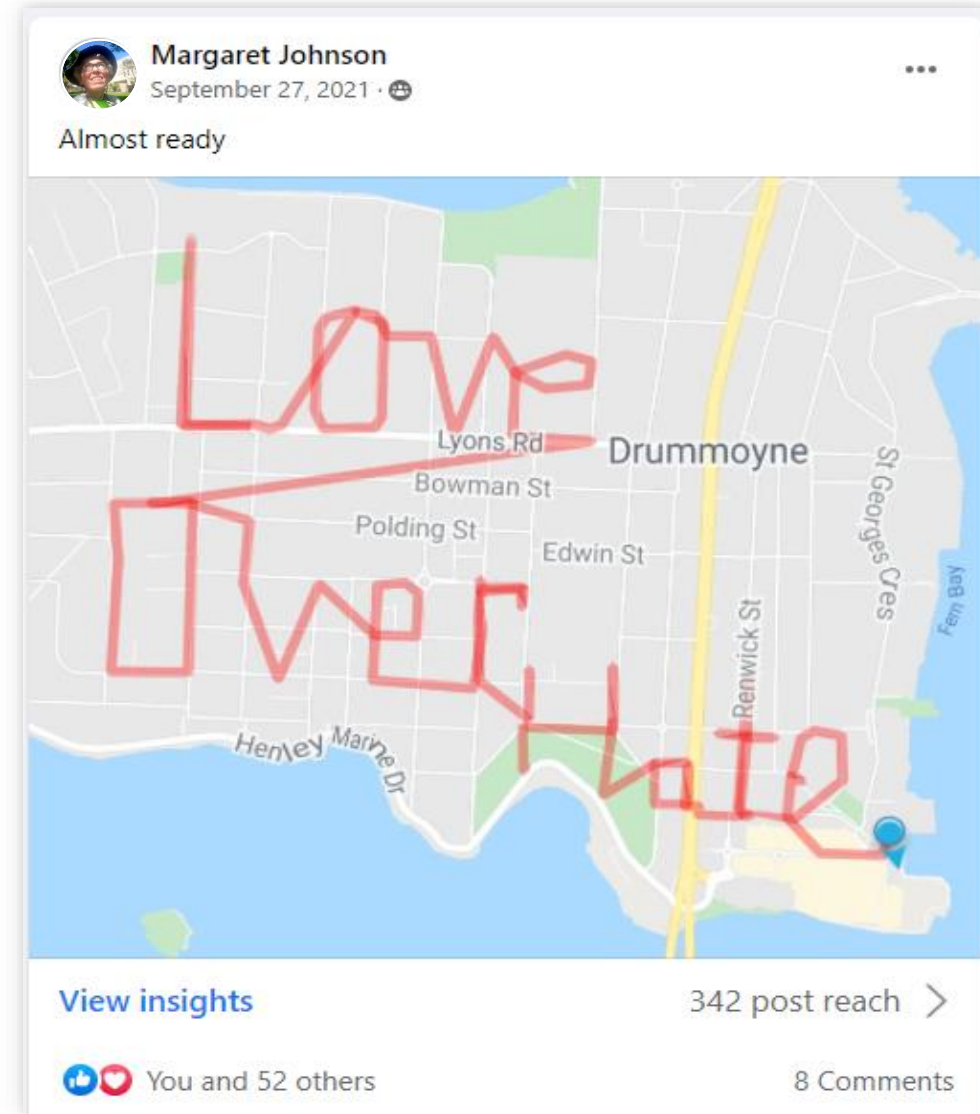 Margaret Johnson
September 27, 2021 ·
Almost ready
Love
Lyons Rd
Drummoyne
Bowman St
Polding St
Edwin St
St Georges Cres
Fern Bay
Over
Renwick St
Hate
Henley Marine Dr
View insights
342 post reach
You and 52 others
8 Comments